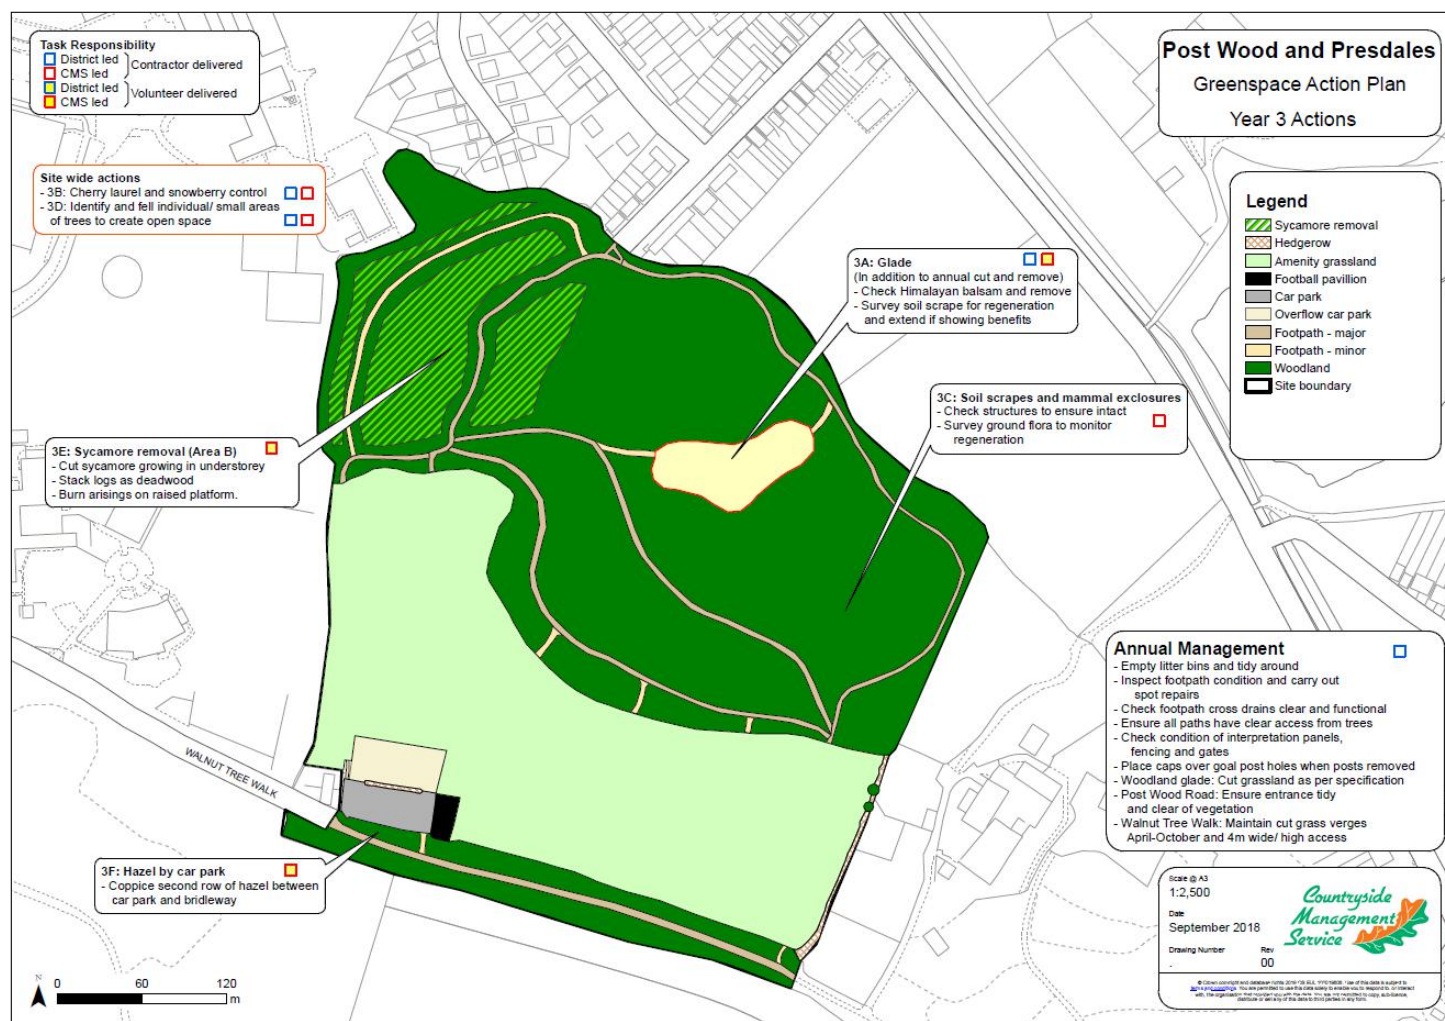 Task Responsibility
District led
CMS led
Contractor delivered
District led
CMS led
Volunteer delivered
Post Wood and Presdales
Greenspace Action Plan
Year 3 Actions
Site wide actions
- 3B: Cherry laurel and snowberry control
- 3D: Identify and fell individual/ small areas
of trees to create open space
Legend
Sycamore removal
Hedgerow
Amenity grassland
Football pavillion
Car park
Overflow car park
Footpath - major
Footpath - minor
Woodland
Site boundary
3A: Glade
(In addition to annual cut and remove)
- Check Himalayan balsam and remove
- Survey soil scrape for regeneration
and extend if showing benefits
3C: Soil scrapes and mammal exclosures
- Check structures to ensure intact
- Survey ground flora to monitor
regeneration
3E: Sycamore removal (Area B)
- Cut sycamore growing in understorey
- Stack logs as deadwood
- Burn arisings on raised platform.
Annual Management
- Empty litter bins and tidy around
- Inspect footpath condition and carry out
spot repairs
- Check footpath cross drains clear and functional
- Ensure all paths have clear access from trees
- Check condition of interpretation panels,
fencing and gates
- Place caps over goal post holes when posts removed
- Woodland glade: Cut grassland as per specification
- Post Wood Road: Ensure entrance tidy
and clear of vegetation
- Walnut Tree Walk: Maintain cut grass verges
April-October and 4m wide/ high access
WALNUT TREE WALK
3F: Hazel by car park
- Coppice second row of hazel between
car park and bridleway
Scale @ A3
1:2,500
Date
September 2018
Drawing Number
.
Rev
00
Countryside
Management
Service
N
0 60 120
m